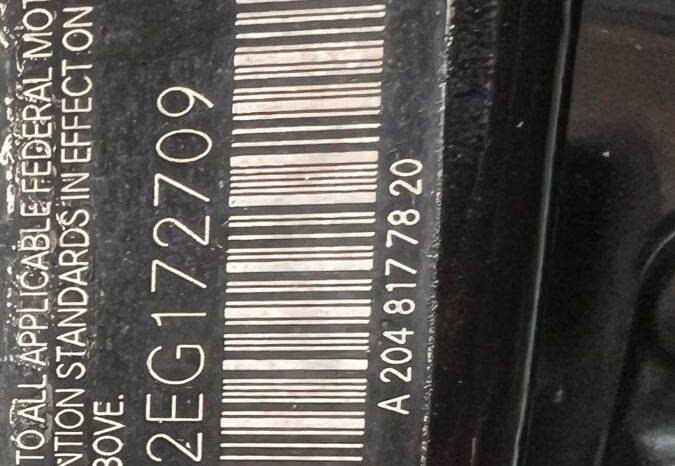 TO ALL APPLICABLE FEDERAL MOT
NTION STANDARDS IN EFFECT ON
BOVE.
2EG172709
A 204 817 78 20